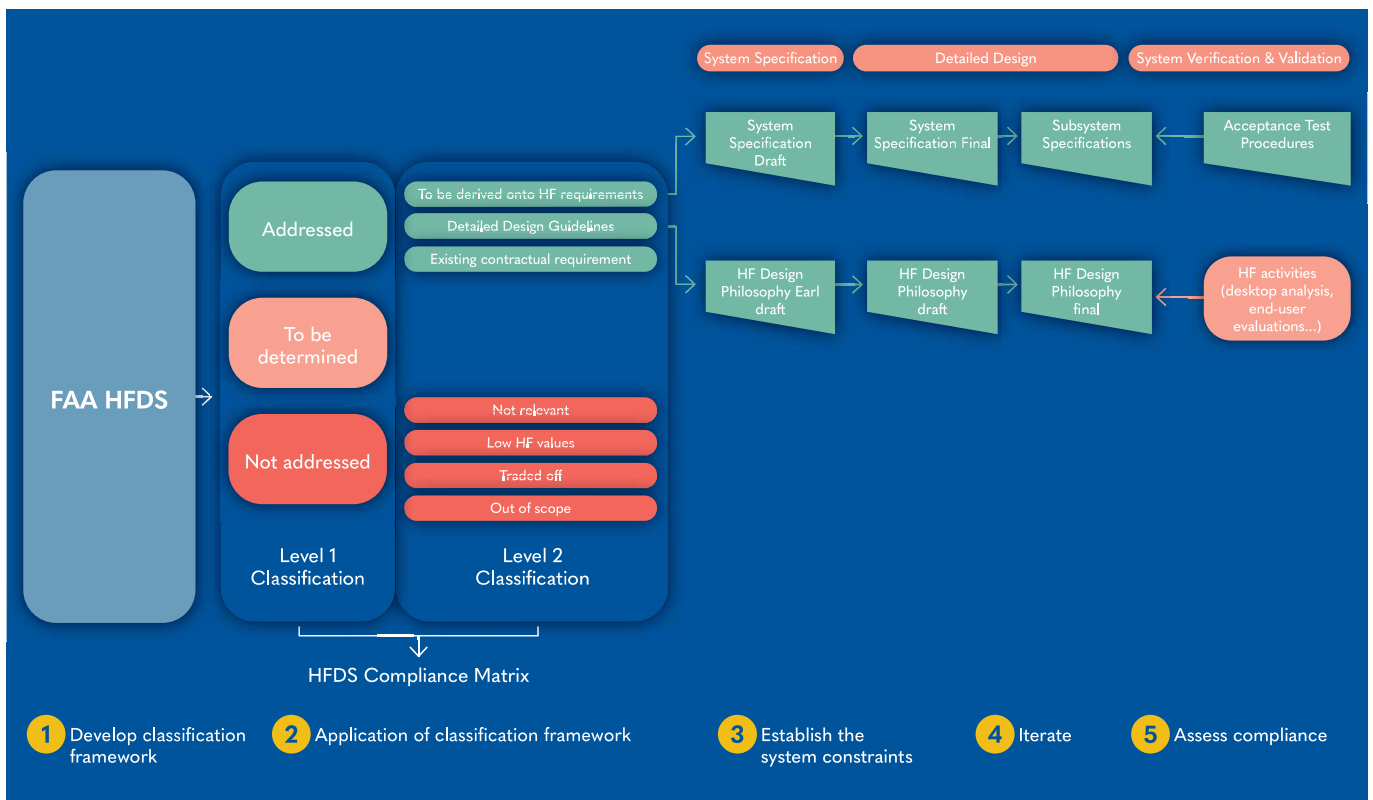 System Specification
Detailed Design
System Verification & Validation
System
Specification
Draft
System
Specification Final
Subsystem
Specifications
Acceptance Test
Procedures
FAA HFDS
Addressed
To be
determined
Not addressed
To be derived onto HF requirements
Detailed Design Guidelines
Existing contractual requirement
HF Design
Philosophy Earl
draft
HF Design
Philosophy
draft
HF Design
Philosophy
final
HF activities
(desktop analysis,
end-user
evaluations...)
Not relevant
Low HF values
Traded off
Out of scope
Level 1
Classification
Level 2
Classification
HFDS Compliance Matrix
1 Develop classification
framework
2 Application of classification framework
3 Establish the
system constraints
4 Iterate
5 Assess compliance